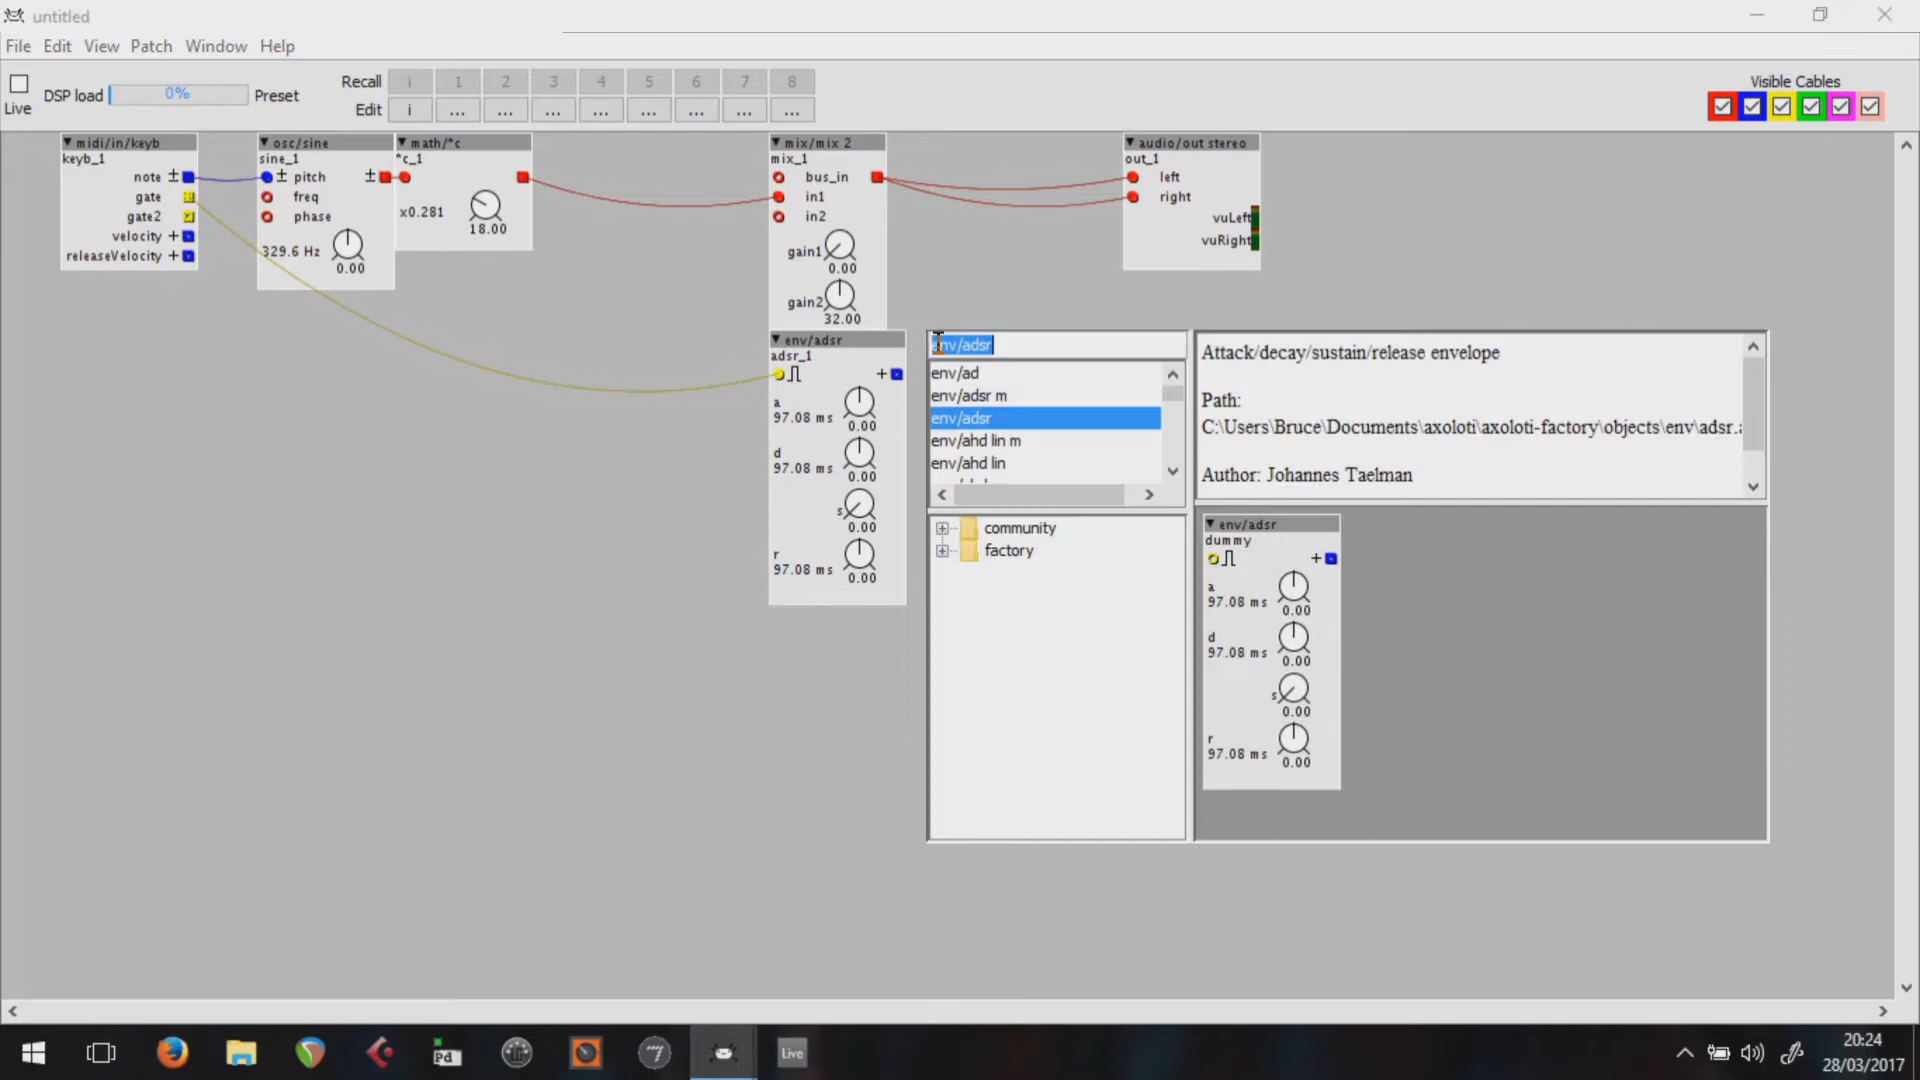 untitled
File Edit View Patch Window Help
Live
DSP load 0% Preset
Recall i 1 2 3 4 5 6 7 8
Edit i ... ... ... ... ... ... ... ...
Visible Cables
midi/in/keyb
keyb_1
note ±
gate
gate2
velocity +
releaseVelocity +
osc/sine
sine_1
± pitch ±
freq
phase
329.6 Hz
0.00
math/*c
*c_1
x0.281
18.00
mix/mix 2
mix_1
bus_in
in1
in2
gain1
0.00
gain2
32.00
audio/out stereo
out_1
left
right
vuLeft
vuRight
env/adsr
adsr_1
+
a
97.08 ms
0.00
d
97.08 ms
0.00
s
0.00
r
97.08 ms
0.00
env/adsr
env/ad
env/adsr m
env/adsr
env/ahd lin m
env/ahd lin
community
factory
Attack/decay/sustain/release envelope
Path:
C:\Users\Bruce\Documents\axoloti\axoloti-factory\objects\env\adsr.a
Author: Johannes Taelman
env/adsr
dummy
+
a
97.08 ms
0.00
d
97.08 ms
0.00
s
0.00
r
97.08 ms
0.00
Pd
Live
20:24
28/03/2017